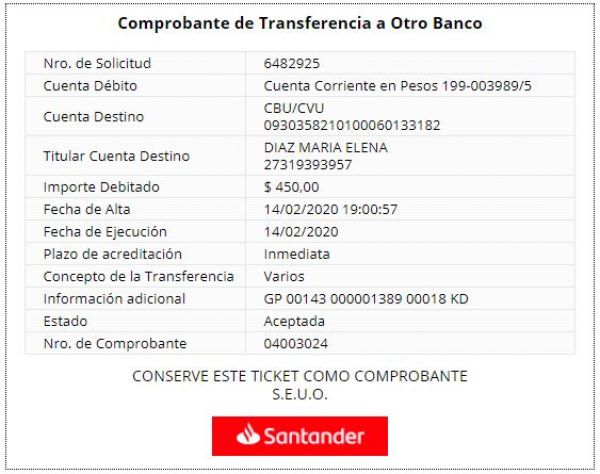 Comprobante de Transferencia a Otro Banco
Nro. de Solicitud 6482925
Cuenta Débito Cuenta Corriente en Pesos 199-003989/5
Cuenta Destino CBU/CVU
0930358210100060133182
Titular Cuenta Destino DIAZ MARIA ELENA
27319393957
Importe Debitado $ 450,00
Fecha de Alta 14/02/2020 19:00:57
Fecha de Ejecución 14/02/2020
Plazo de acreditación Inmediata
Concepto de la Transferencia Varios
Información adicional GP 00143 000001389 00018 KD
Estado Aceptada
Nro. de Comprobante 04003024
CONSERVE ESTE TICKET COMO COMPROBANTE
S.E.U.O.
Santander